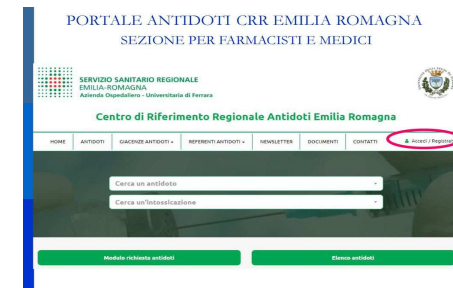 PORTALE ANTIDOTI CRR EMILIA ROMAGNA
SEZIONE PER FARMACISTI E MEDICI
SERVIZIO SANITARIO REGIONALE
EMILIA-ROMAGNA
Azienda Ospedaliero - Universitaria di Ferrara
Centro di Riferimento Regionale Antidoti Emilia Romagna
HOME ANTIDOTI GIACENZE ANTIDOTI REFERENTI ANTIDOTI NEWSLETTER DOCUMENTI CONTATTI Accedi / Registrat
Cerca un antidoto
Cerca un'intossicazione
Modulo richiesta antidoti Elenco antidoti